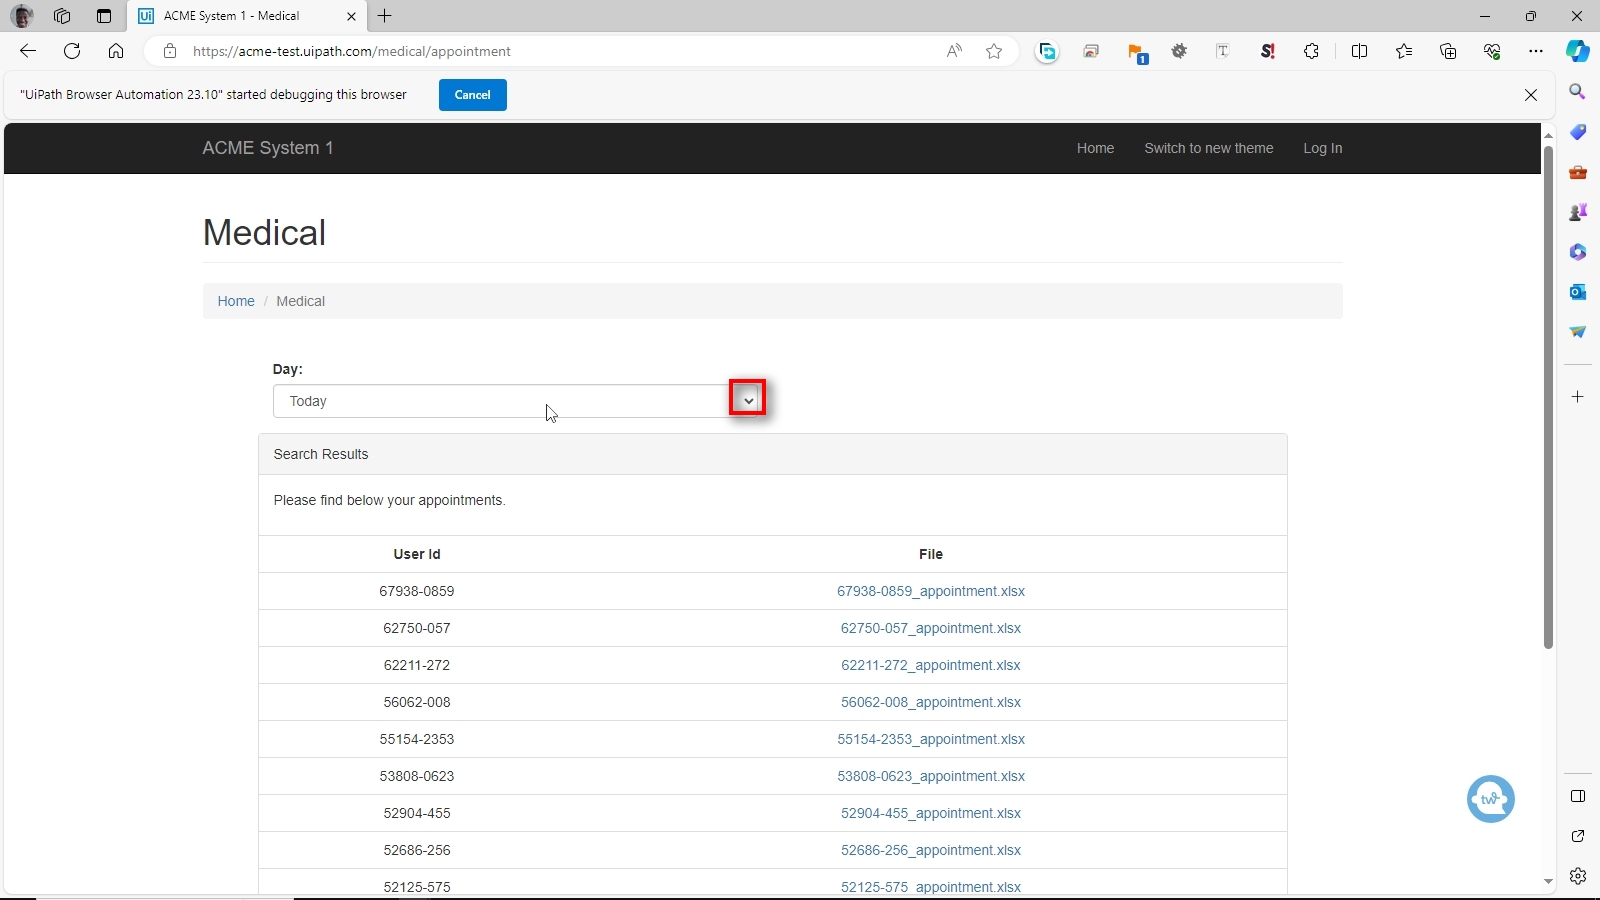 ACME System 1 - Medical
https://acme-test.uipath.com/medical/appointment
1
"UiPath Browser Automation 23.10" started debugging this browser
Cancel
ACME System 1
Home
Switch to new theme
Log In
Medical
Home / Medical
Day:
Today
Search Results
Please find below your appointments.
User Id File
67938-0859 67938-0859_appointment.xlsx
62750-057 62750-057_appointment.xlsx
62211-272 62211-272_appointment.xlsx
56062-008 56062-008_appointment.xlsx
55154-2353 55154-2353_appointment.xlsx
53808-0623 53808-0623_appointment.xlsx
52904-455 52904-455_appointment.xlsx
52686-256 52686-256_appointment.xlsx
52125-575 52125-575_appointment.xlsx
tw